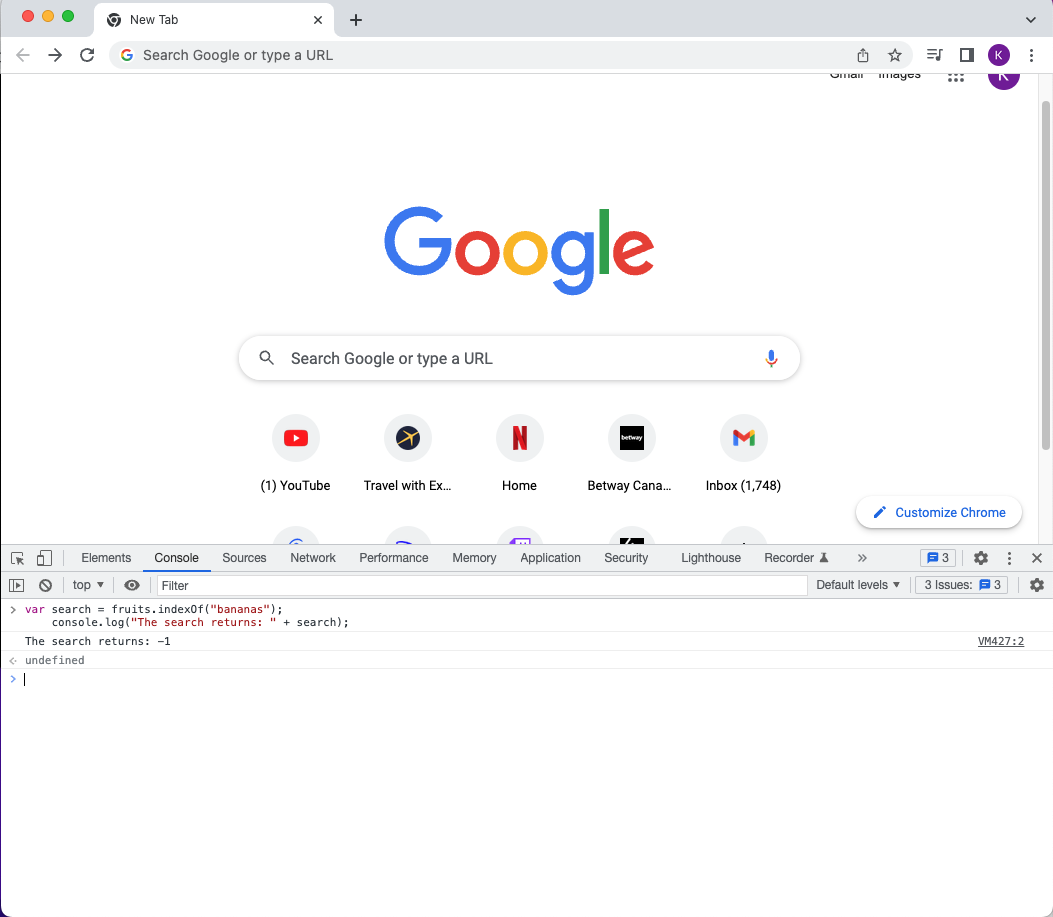 New Tab
Search Google or type a URL
K
Gmail Images
K
Google
Search Google or type a URL
betway
(1) YouTube Travel with Ex... Home Betway Cana... Inbox (1,748)
Customize Chrome
Elements Console Sources Network Performance Memory Application Security Lighthouse Recorder 3
top Filter Default levels 3 Issues: 3
var search = fruits.indexOf("bananas");
console.log("The search returns: " + search);
The search returns: -1 VM427:2
undefined